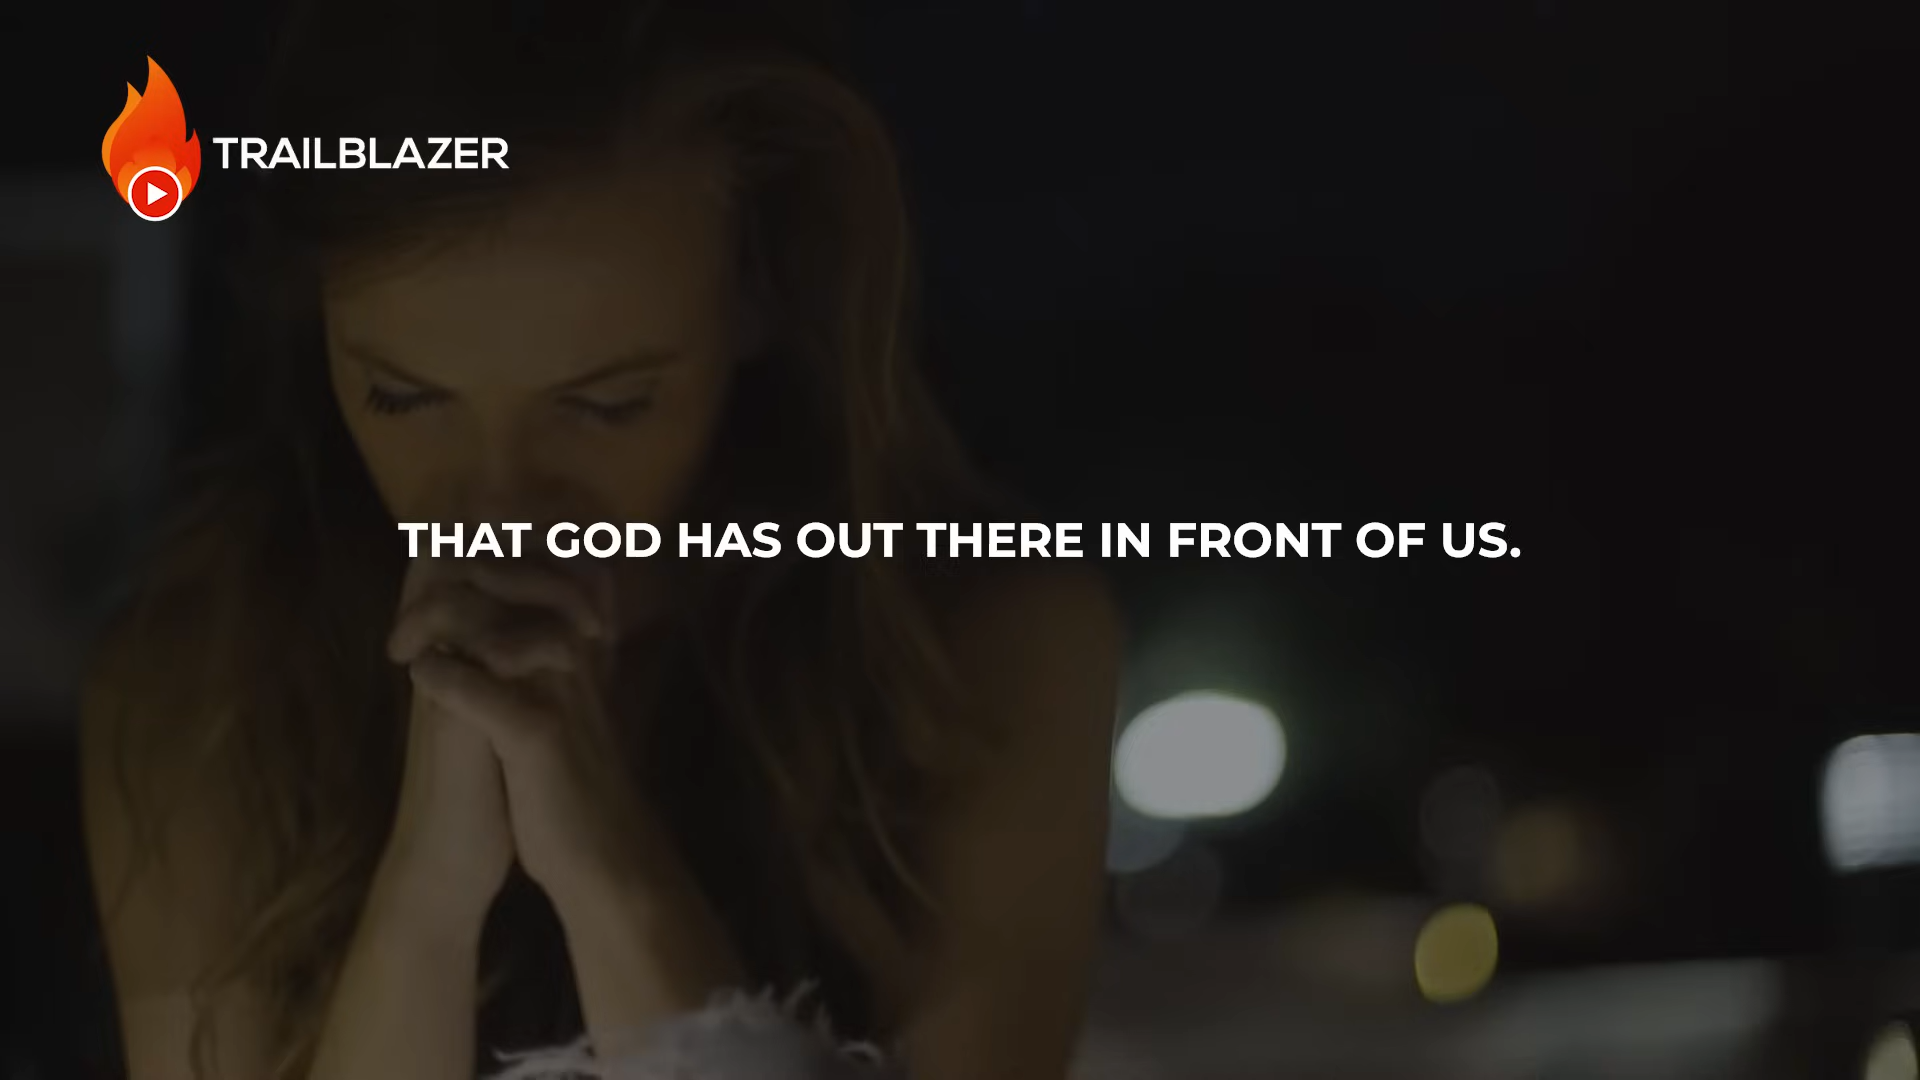 TRAILBLAZER
THAT GOD HAS OUT THERE IN FRONT OF US.